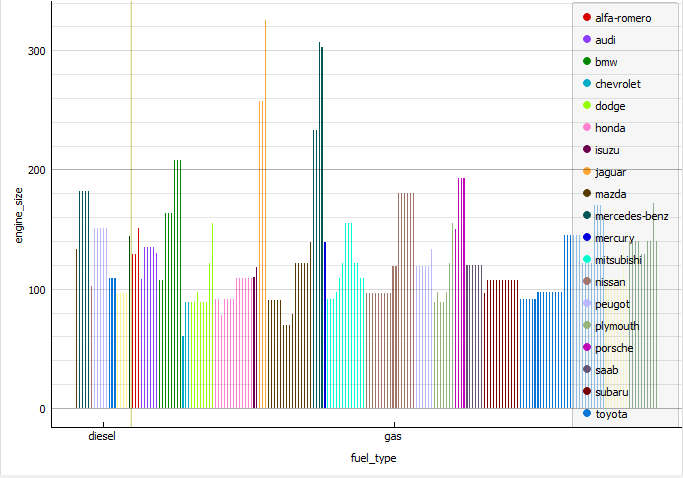 300
200
100
0
engine_size
diesel
gas
fuel_type
alfa-romero
audi
bmw
chevrolet
dodge
honda
isuzu
jaguar
mazda
mercedes-benz
mercury
mitsubishi
nissan
peugot
plymouth
porsche
saab
subaru
toyota